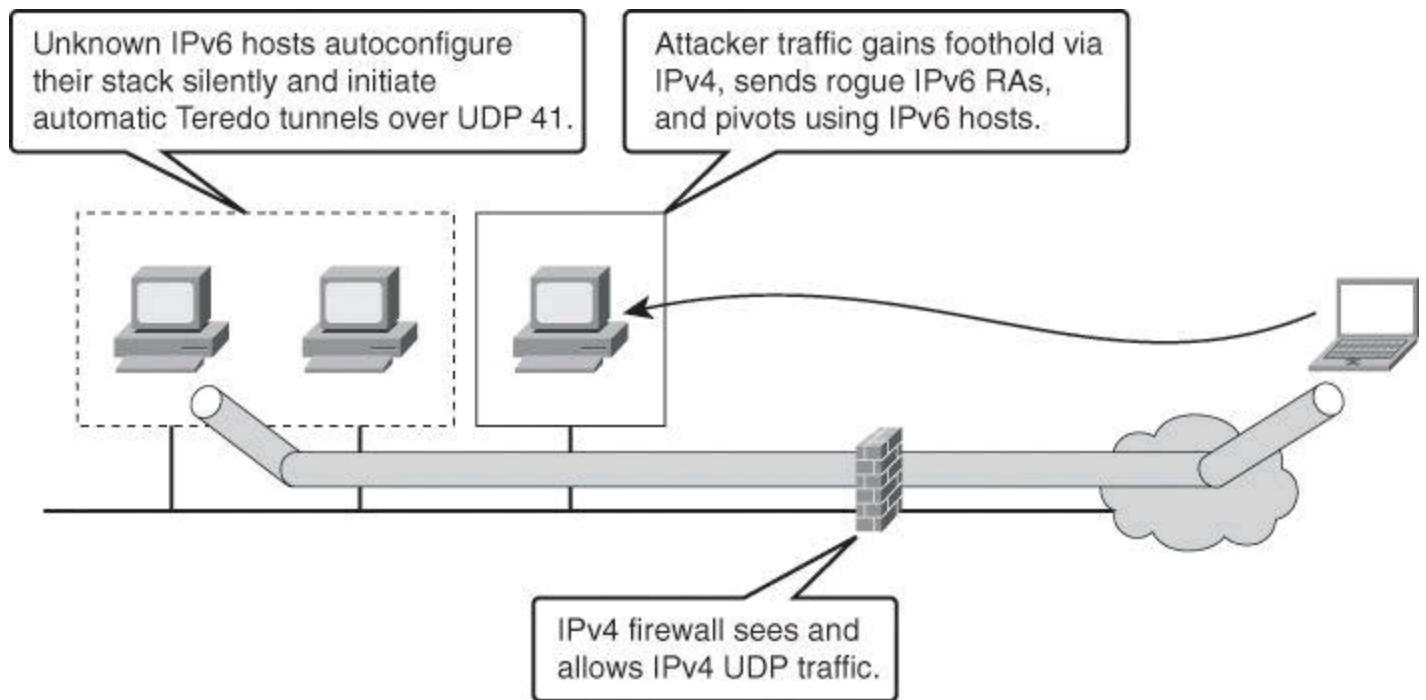 Unknown IPv6 hosts autoconfigure
their stack silently and initiate
automatic Teredo tunnels over UDP 41.
Attacker traffic gains foothold via
IPv4, sends rogue IPv6 RAs,
and pivots using IPv6 hosts.
IPv4 firewall sees and
allows IPv4 UDP traffic.